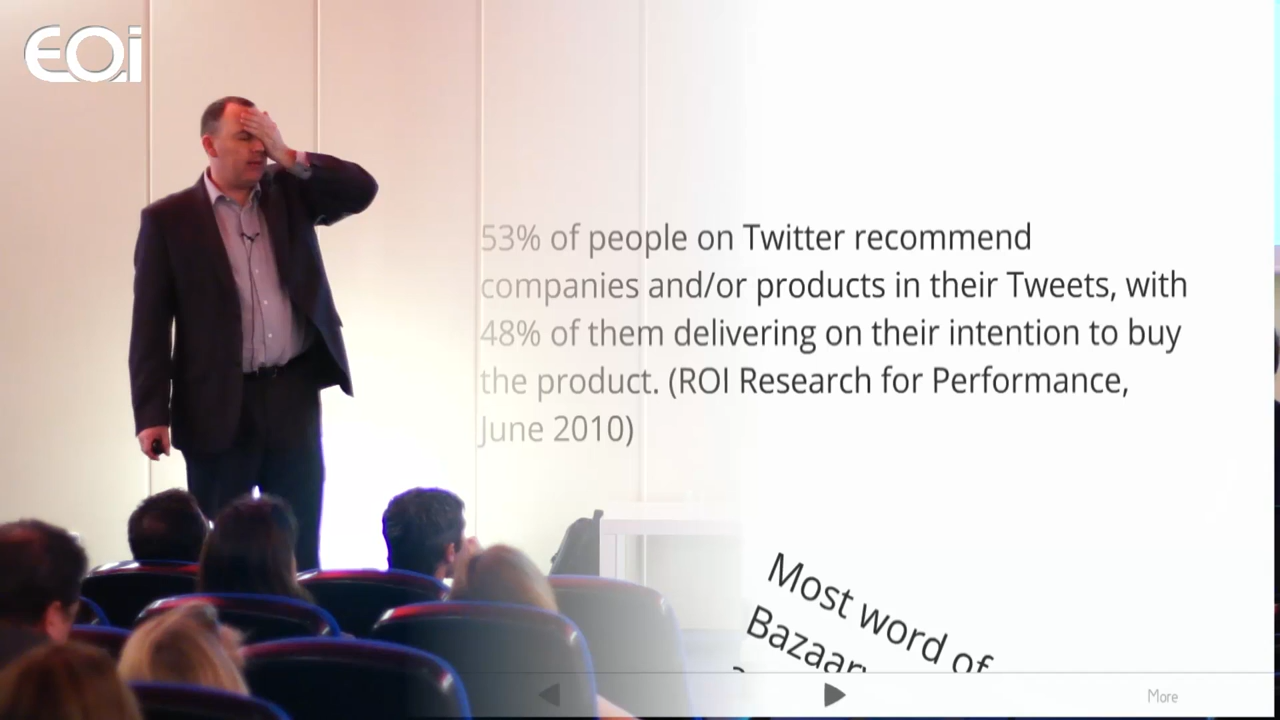 EOi
53% of people on Twitter recommend
companies and/or products in their Tweets, with
48% of them delivering on their intention to buy
the product. (ROI Research for Performance,
June 2010)
Most word of
More